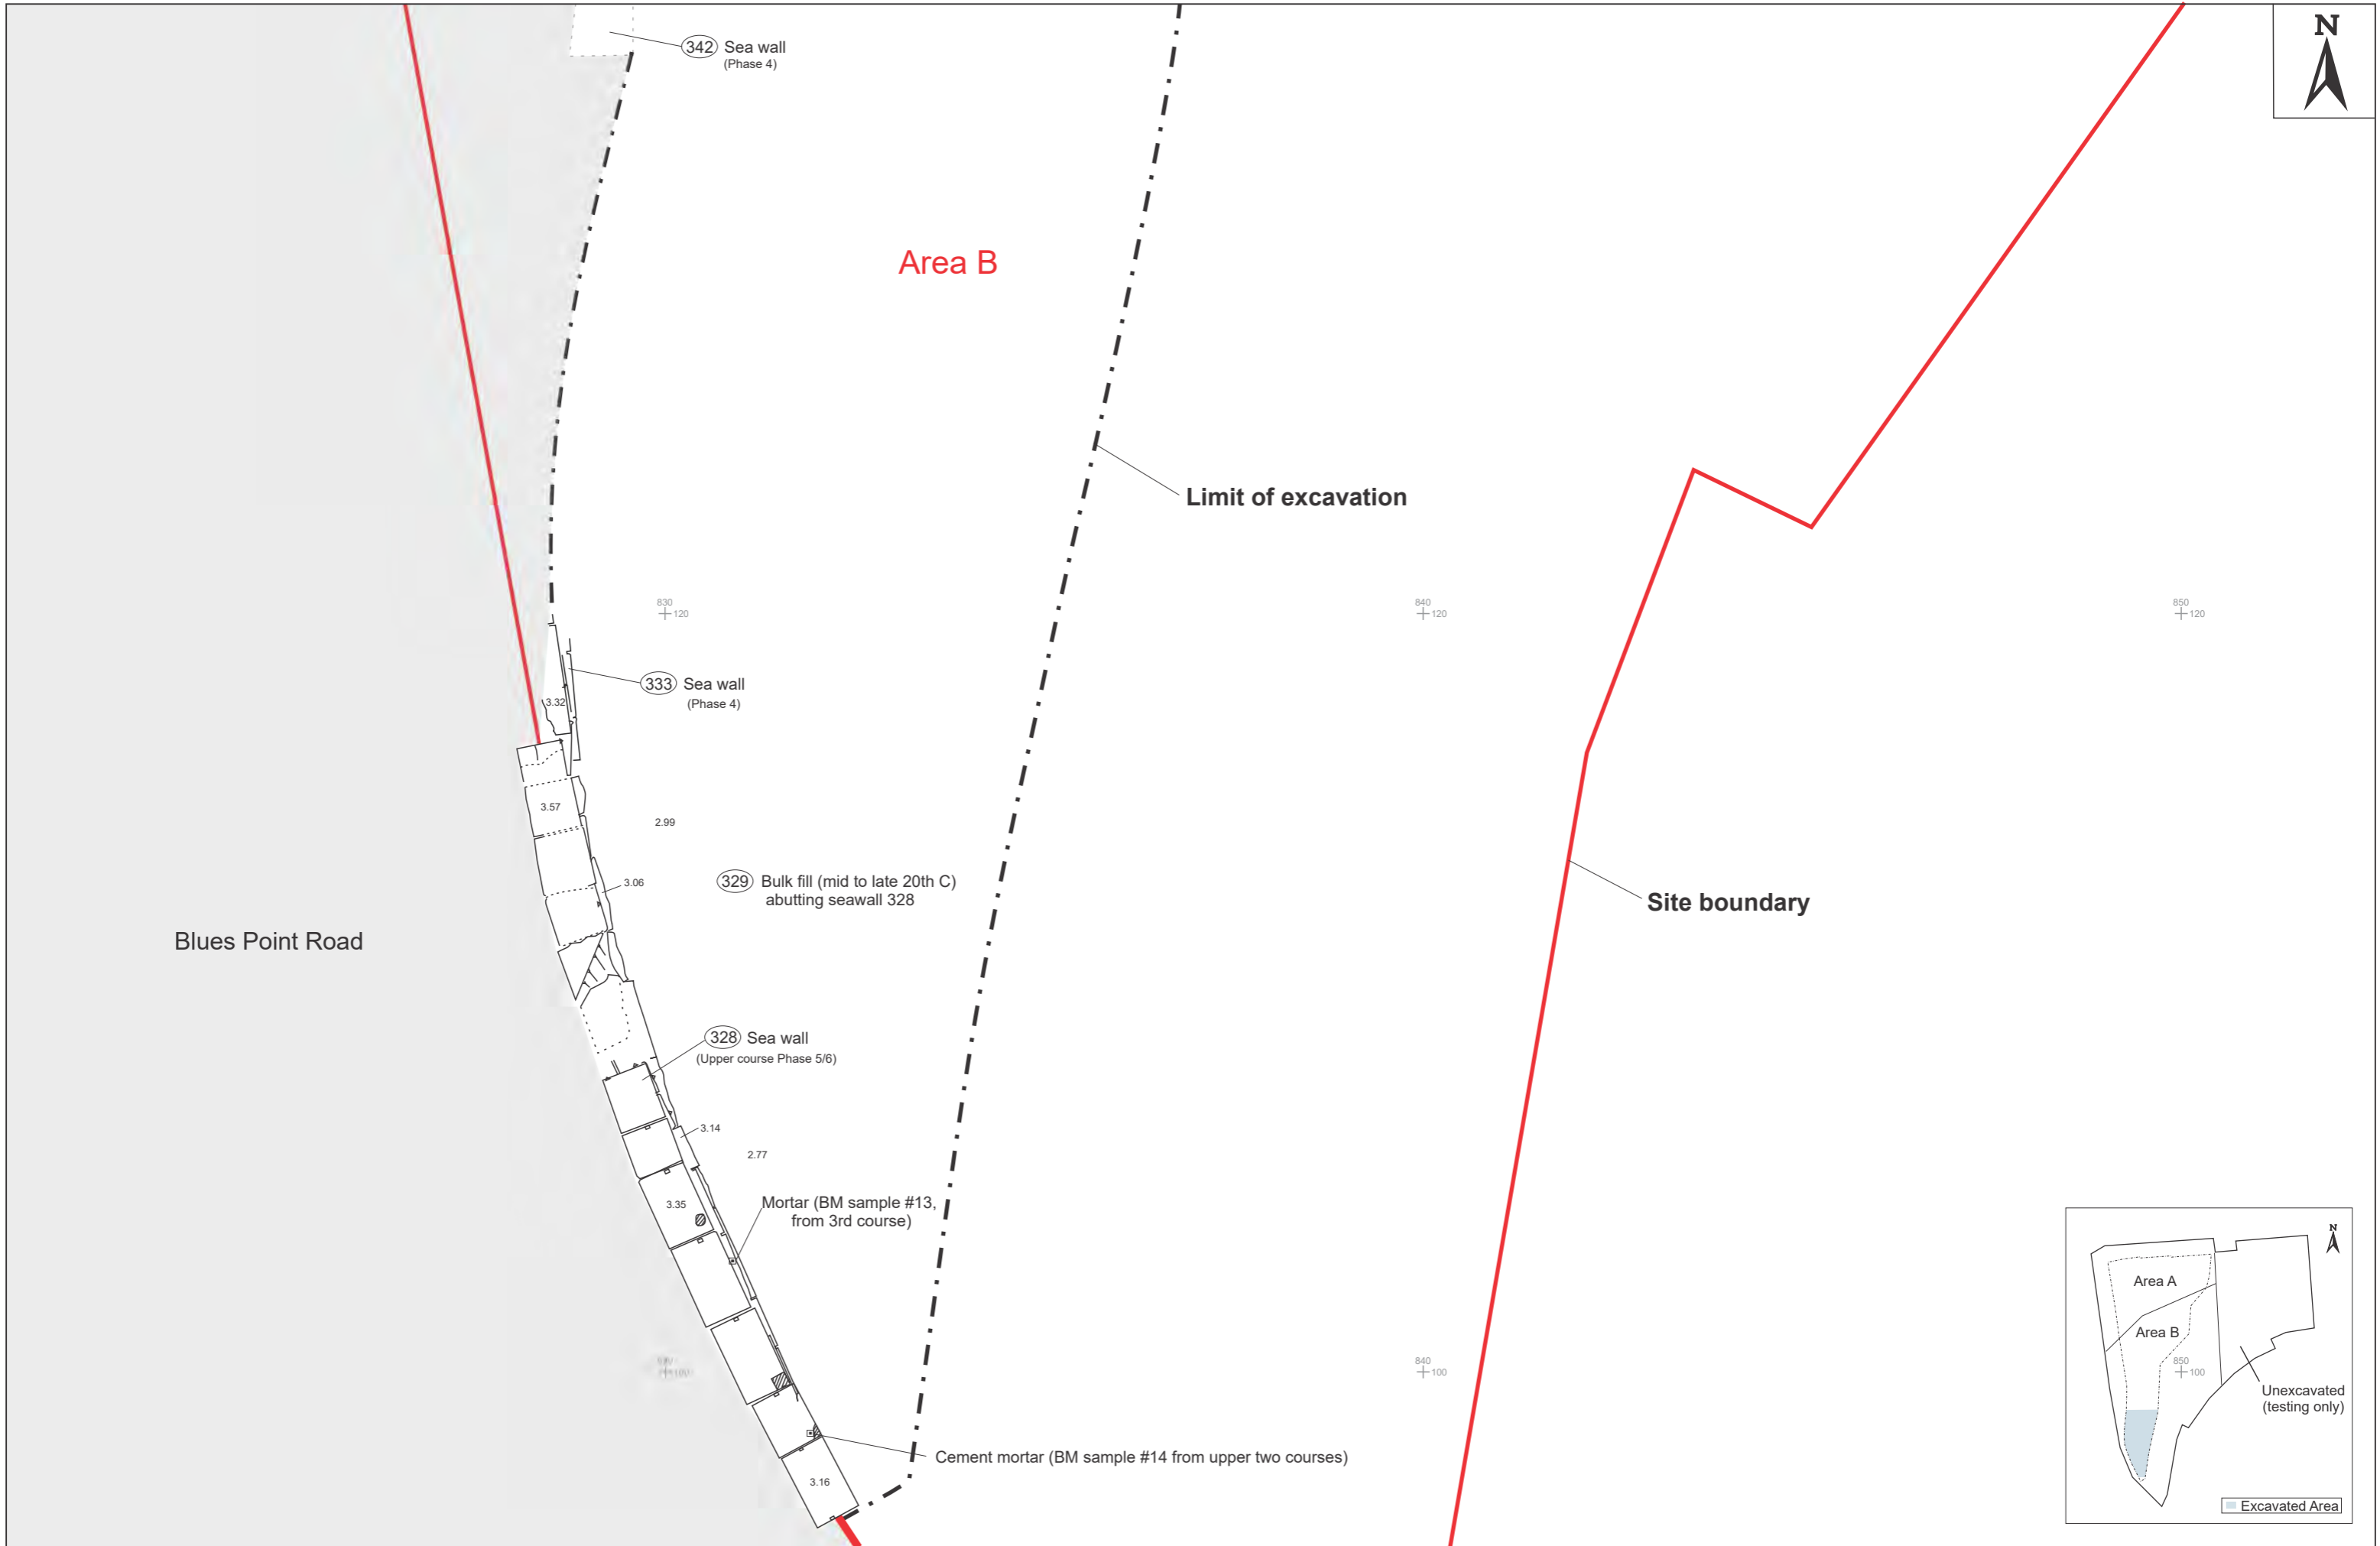 N
342 Sea wall
(Phase 4)
Area B
Limit of excavation
830
120
840
120
850
120
333 Sea wall
(Phase 4)
3.32
3.57
2.99
3.06
329 Bulk fill (mid to late 20th C)
abutting seawall 328
Site boundary
Blues Point Road
328 Sea wall
(Upper course Phase 5/6)
3.14
2.77
3.35
Mortar (BM sample #13,
from 3rd course)
840
100
Cement mortar (BM sample #14 from upper two courses)
3.16
N
Area A
Area B
850
100
Unexcavated
(testing only)
Excavated Area